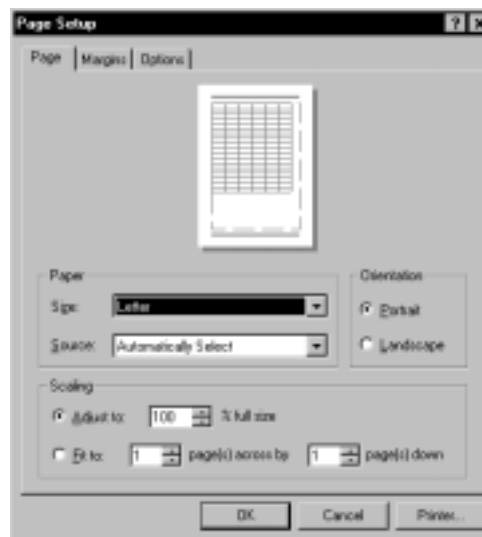 Page Setup
Page Margins Options
Paper
Size: Letter
Source: Automatically Select
Orientation
Portrait
Landscape
Scaling
Adjust to: 100 % full size
Fit to: 1 page(s) across by 1 page(s) down
OK Cancel Printer...